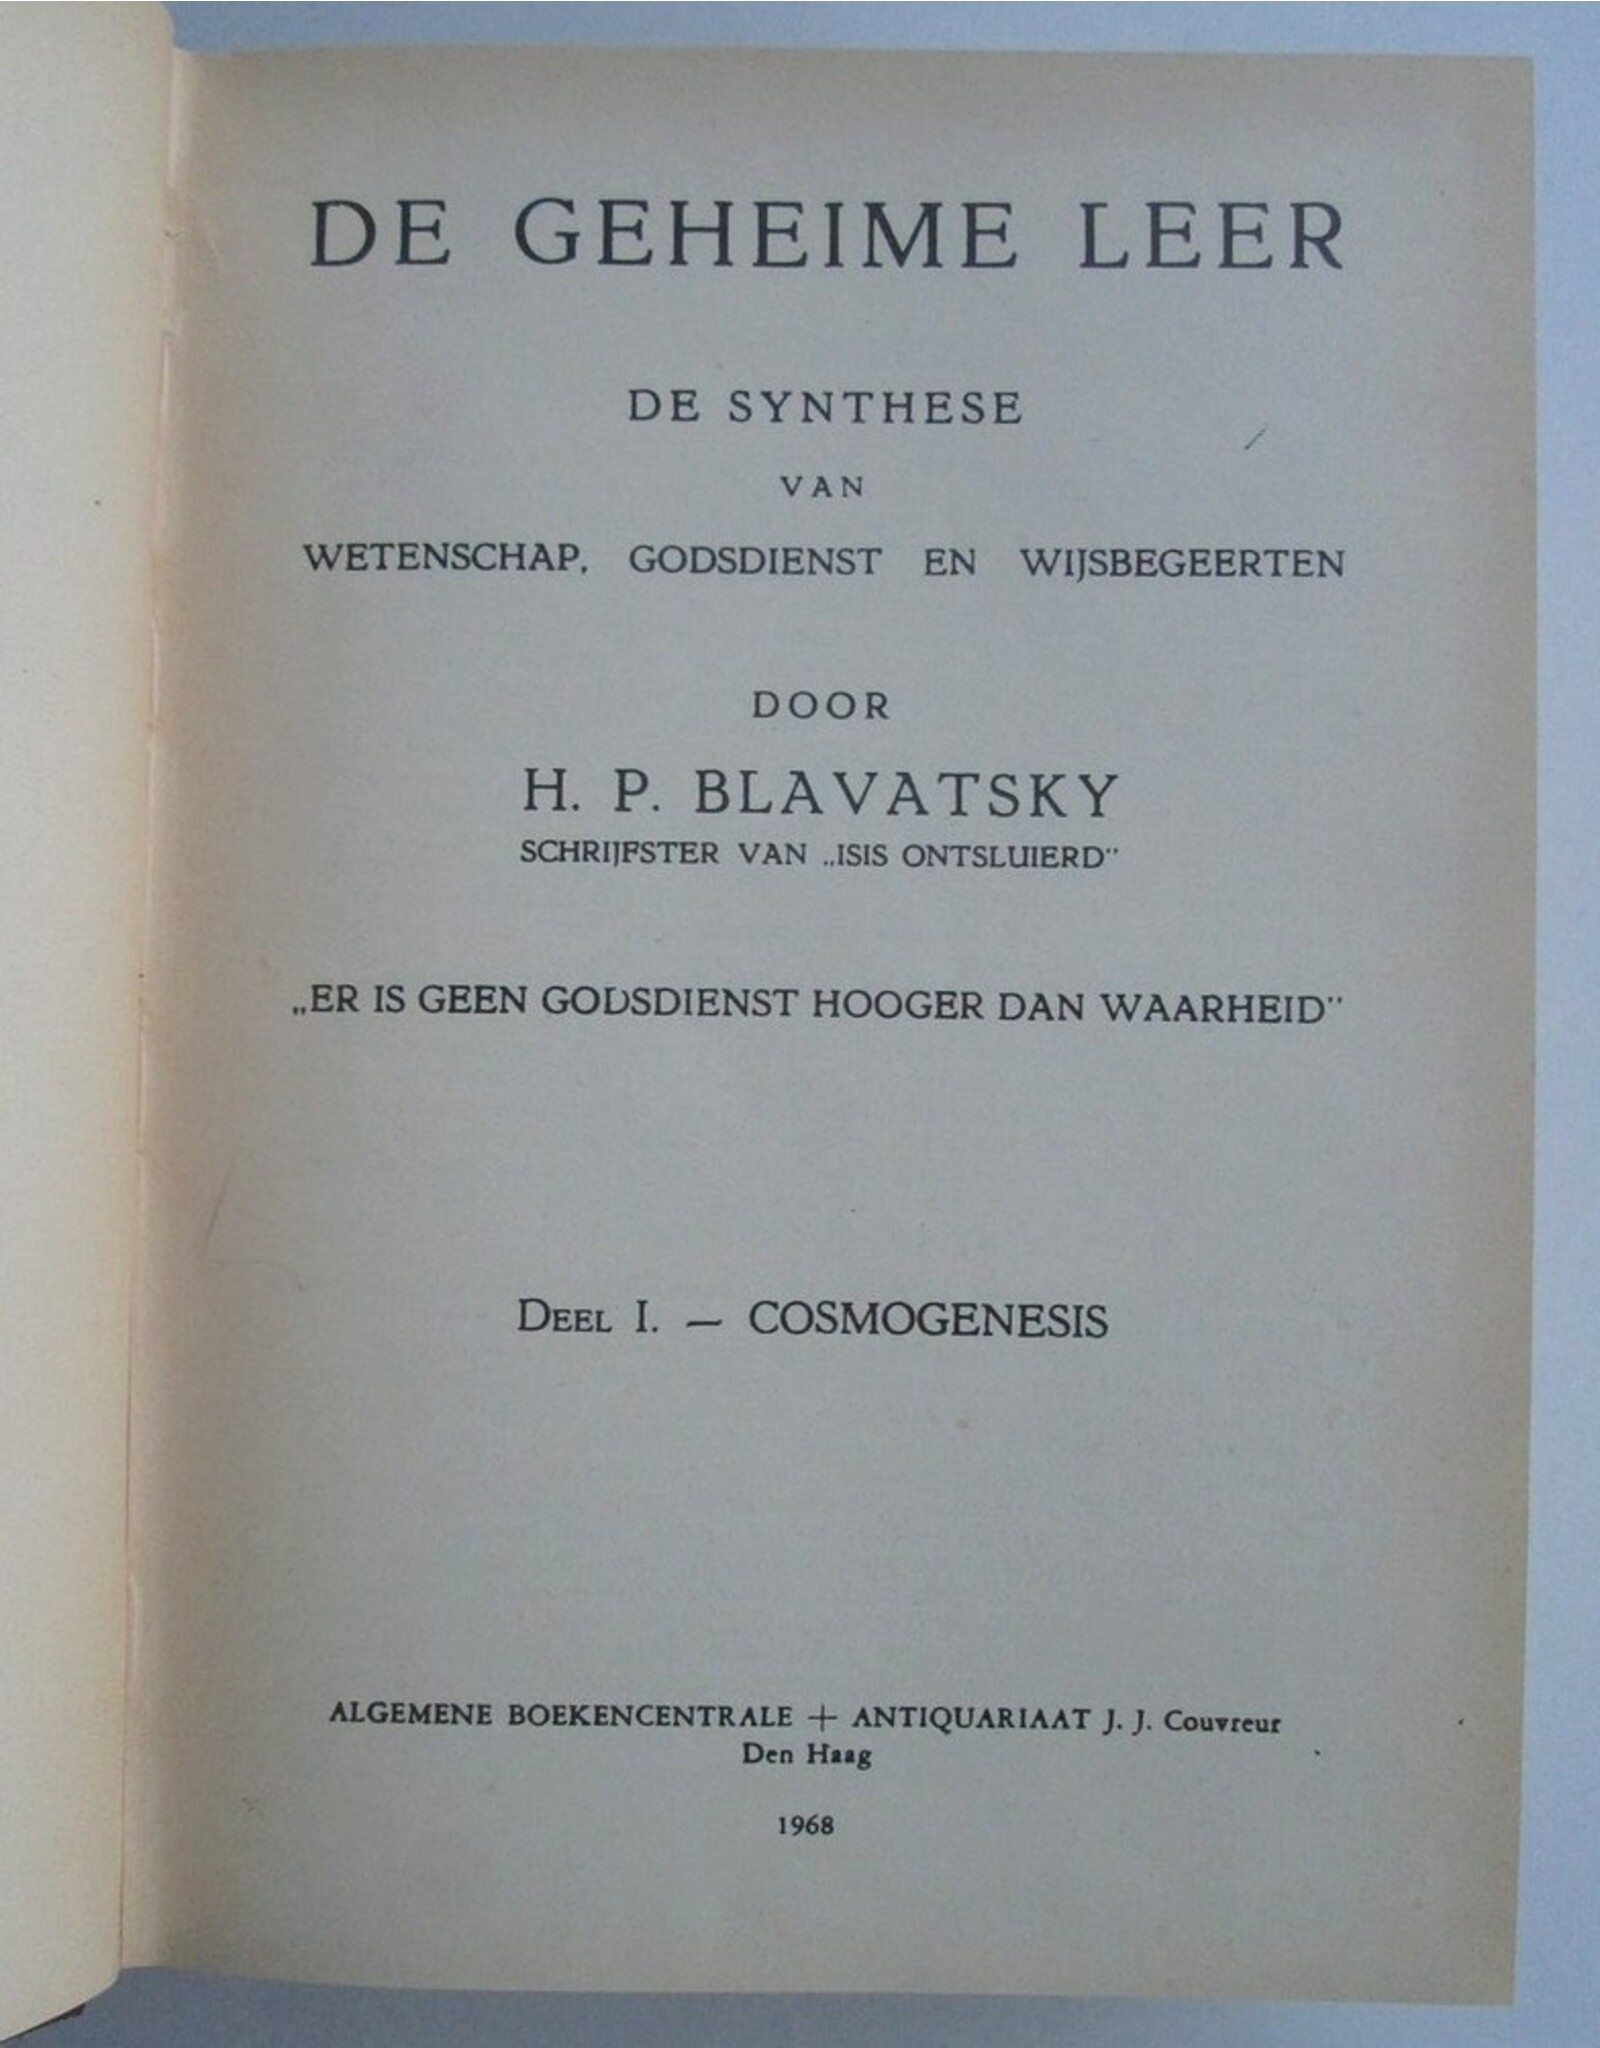 DE GEHEIME LEER
DE SYNTHESE
VAN
WETENSCHAP, GODSDIENST EN WIJSBEGEERTEN
DOOR
H. P. BLAVATSKY
SCHRIJFSTER VAN „ISIS ONTSLUIERD”
„ER IS GEEN GODSDIENST HOOGER DAN WAARHEID”
DEEL I. — COSMOGENESIS
ALGEMENE BOEKENCENTRALE + ANTIQUARIAAT J. J. Couvreur
Den Haag
1968